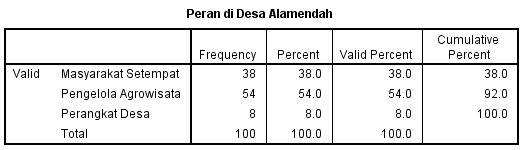 Peran di Desa Alamendah
Frequency Percent Valid Percent Cumulative Percent
Valid Masyarakat Setempat 38 38.0 38.0 38.0
Pengelola Agrowisata 54 54.0 54.0 92.0
Perangkat Desa 8 8.0 8.0 100.0
Total 100 100.0 100.0